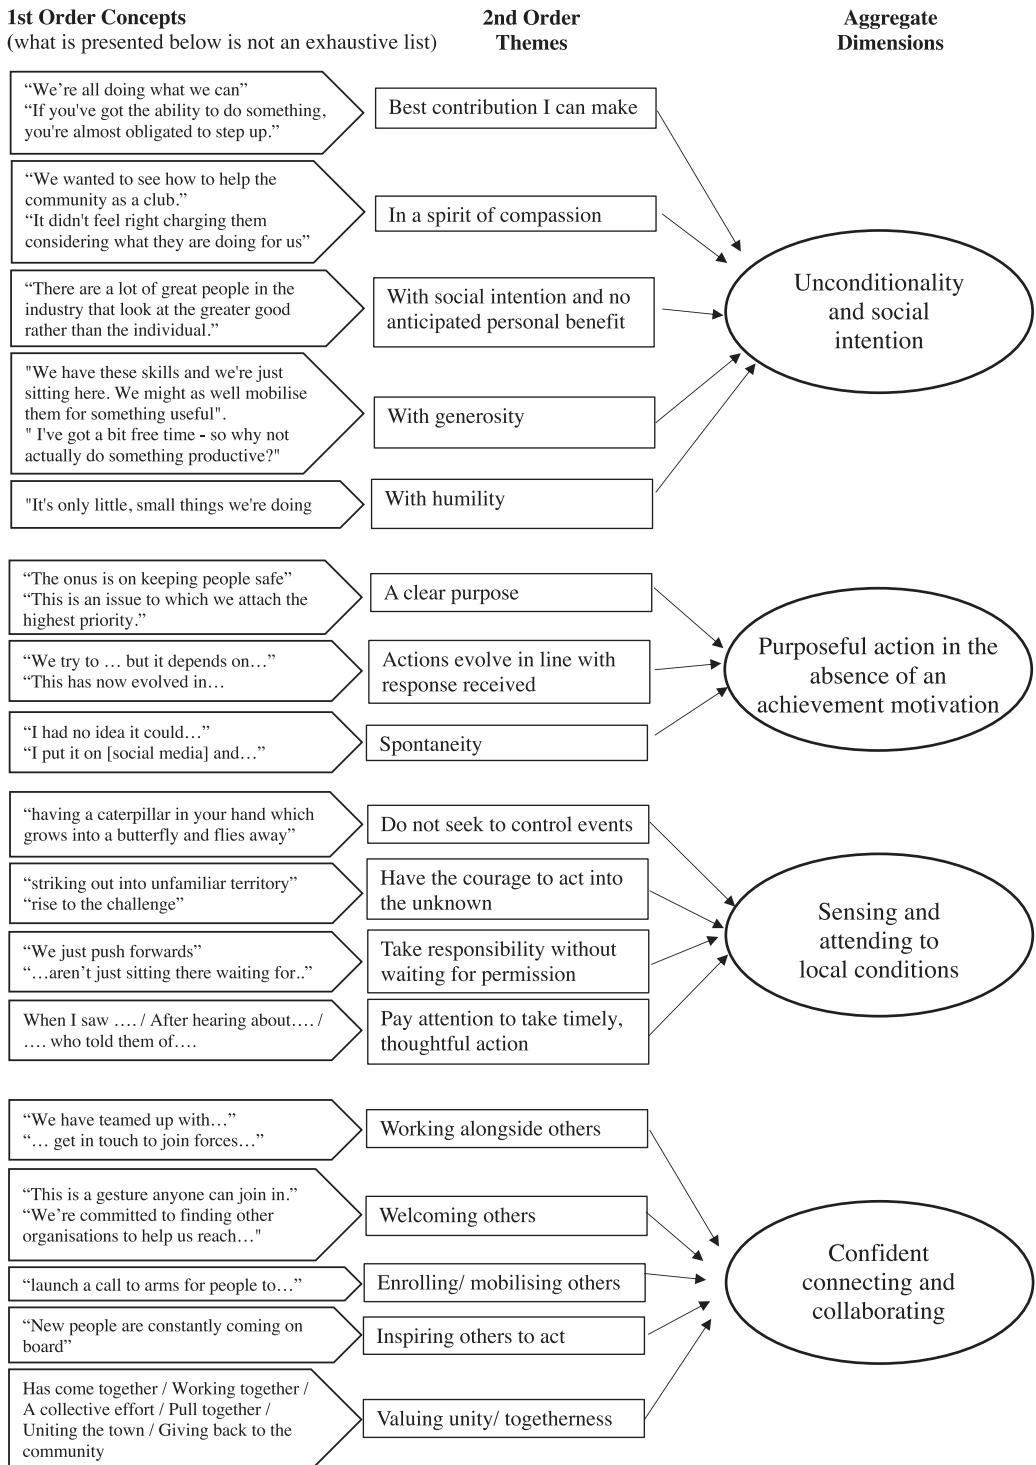 1st Order Concepts
(what is presented below is not an exhaustive list)
2nd Order
Themes
Aggregate
Dimensions
“We’re all doing what we can”
“If you've got the ability to do something,
you're almost obligated to step up.”
Best contribution I can make
“We wanted to see how to help the
community as a club.”
“It didn't feel right charging them
considering what they are doing for us”
In a spirit of compassion
“There are a lot of great people in the
industry that look at the greater good
rather than the individual.”
With social intention and no
anticipated personal benefit
"We have these skills and we're just
sitting here. We might as well mobilise
them for something useful".
" I've got a bit free time - so why not
actually do something productive?"
With generosity
"It's only little, small things we're doing
With humility
Unconditionality
and social
intention
“The onus is on keeping people safe”
“This is an issue to which we attach the
highest priority.”
A clear purpose
“We try to … but it depends on…”
“This has now evolved in…
Actions evolve in line with
response received
“I had no idea it could…”
“I put it on [social media] and…”
Spontaneity
Purposeful action in the
absence of an
achievement motivation
“having a caterpillar in your hand which
grows into a butterfly and flies away”
Do not seek to control events
“striking out into unfamiliar territory”
“rise to the challenge”
Have the courage to act into
the unknown
“We just push forwards”
“…aren’t just sitting there waiting for..”
Take responsibility without
waiting for permission
When I saw …. / After hearing about…. /
…. who told them of….
Pay attention to take timely,
thoughtful action
Sensing and
attending to
local conditions
“We have teamed up with…”
“… get in touch to join forces…”
Working alongside others
“This is a gesture anyone can join in.”
“We’re committed to finding other
organisations to help us reach…"
Welcoming others
“launch a call to arms for people to…”
Enrolling/ mobilising others
“New people are constantly coming on
board”
Inspiring others to act
Has come together / Working together /
A collective effort / Pull together /
Uniting the town / Giving back to the
community
Valuing unity/ togetherness
Confident
connecting and
collaborating